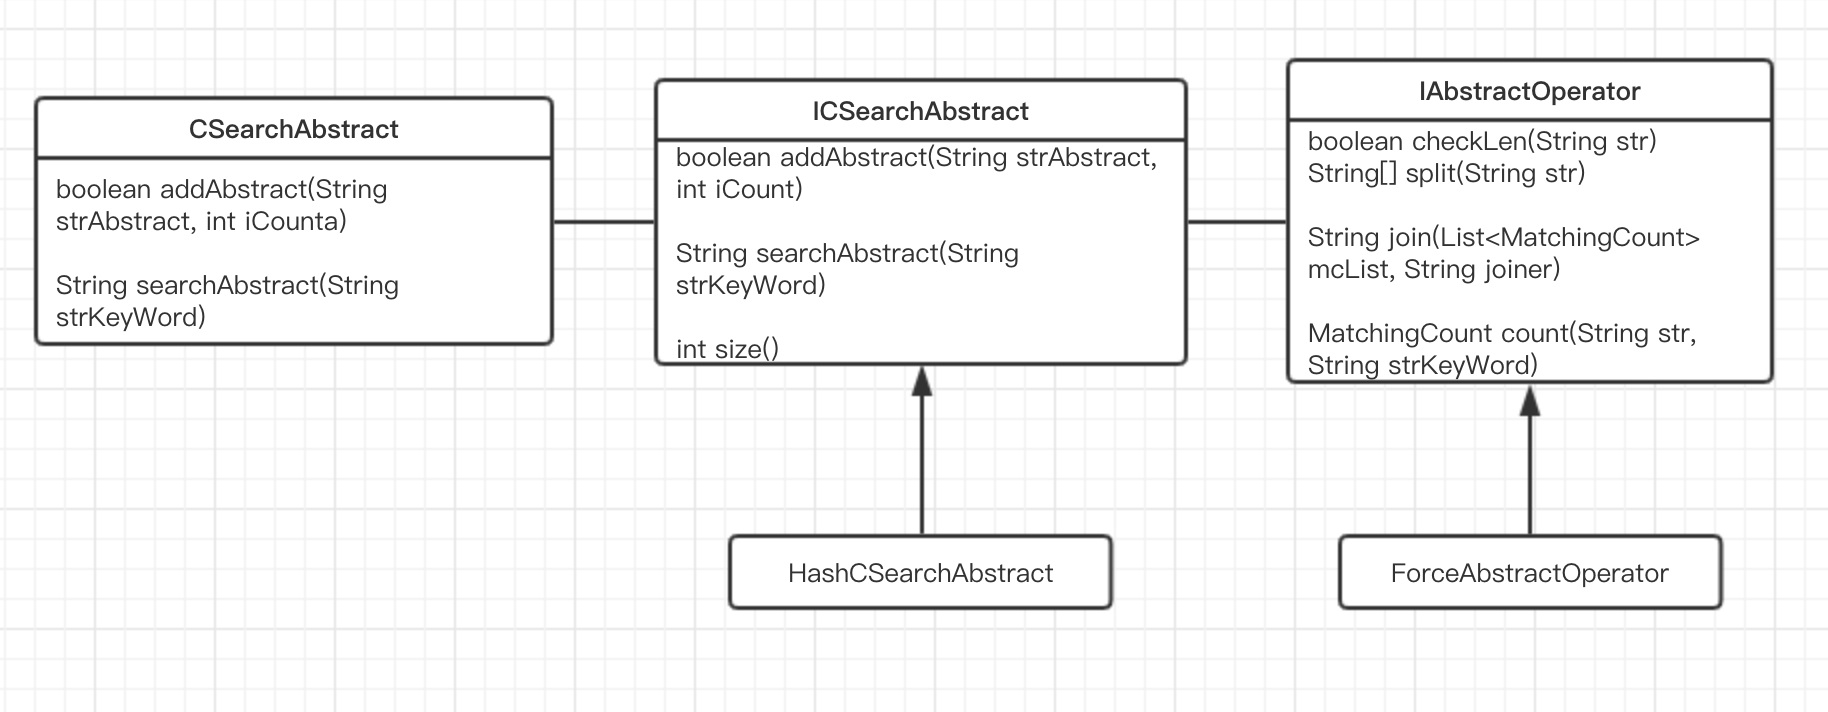 CSearchAbstract
boolean addAbstract(String
strAbstract, int iCounta)
String searchAbstract(String
strKeyWord)
ICSearchAbstract
boolean addAbstract(String strAbstract,
int iCount)
String searchAbstract(String
strKeyWord)
int size()
IAbstractOperator
boolean checkLen(String str)
String[] split(String str)
String join(List<MatchingCount>
mcList, String joiner)
MatchingCount count(String str,
String strKeyWord)
HashCSearchAbstract
ForceAbstractOperator